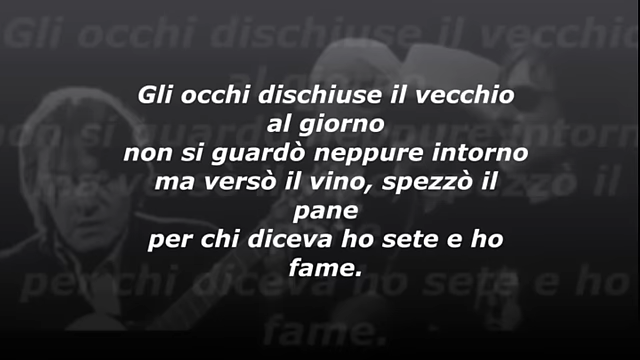 Gli occhi dischiuse il vecchio
al giorno
non si guardò neppure intorno
ma versò il vino, spezzò il
pane
per chi diceva ho sete e ho
fame.